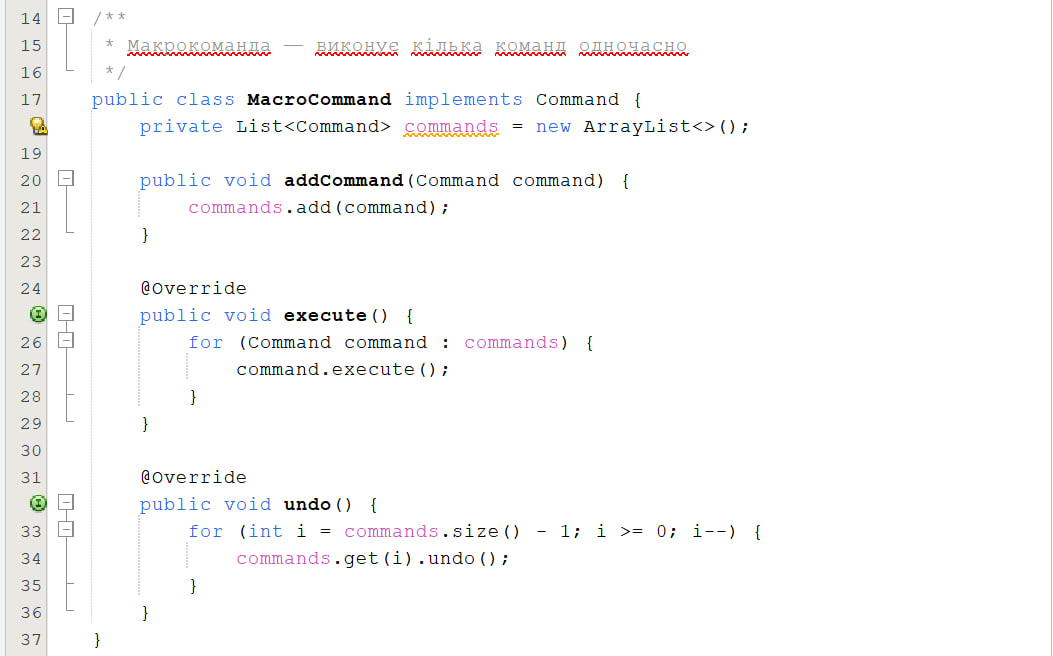 14 /**
15 * Макрокоманда — виконує кілька команд одночасно
16 */
17 public class MacroCommand implements Command {
private List<Command> commands = new ArrayList<>();
19
20 public void addCommand(Command command) {
21 commands.add(command);
22 }
23
24 @Override
public void execute() {
26 for (Command command : commands) {
27 command.execute();
28 }
29 }
30
31 @Override
public void undo() {
33 for (int i = commands.size() - 1; i >= 0; i--) {
34 commands.get(i).undo();
35 }
36 }
37 }